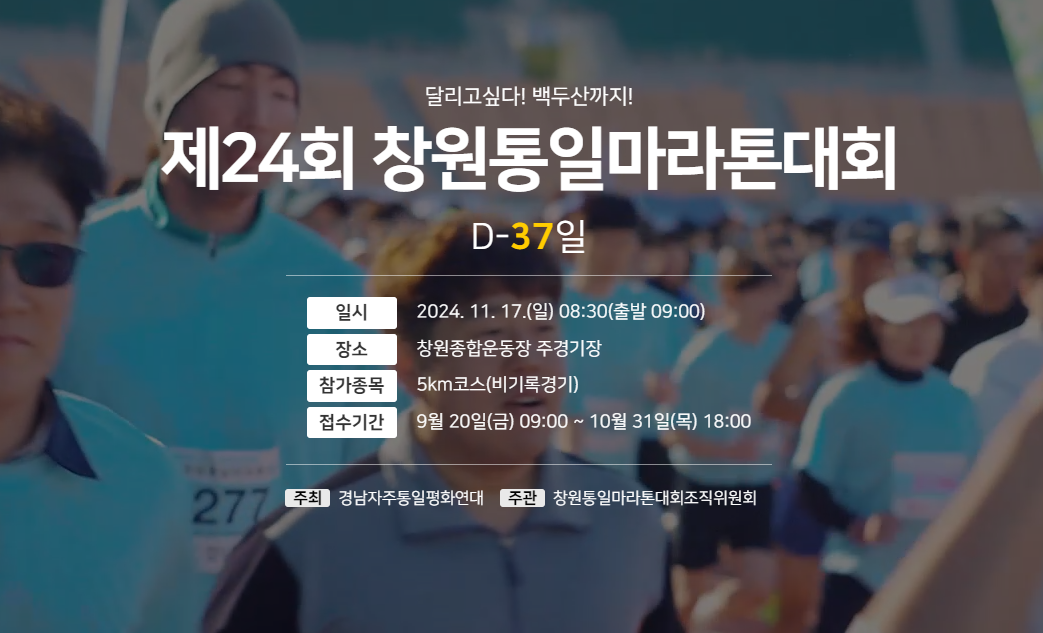 달리고싶다! 백두산까지!
제24회 창원통일마라톤대회
D-37일
일시 2024. 11. 17.(일) 08:30(출발 09:00)
장소 창원종합운동장 주경기장
참가종목 5km코스(비기록경기)
접수기간 9월 20일(금) 09:00 ~ 10월 31일(목) 18:00
주최 경남자주통일평화연대 주관 창원통일마라톤대회조직위원회
277